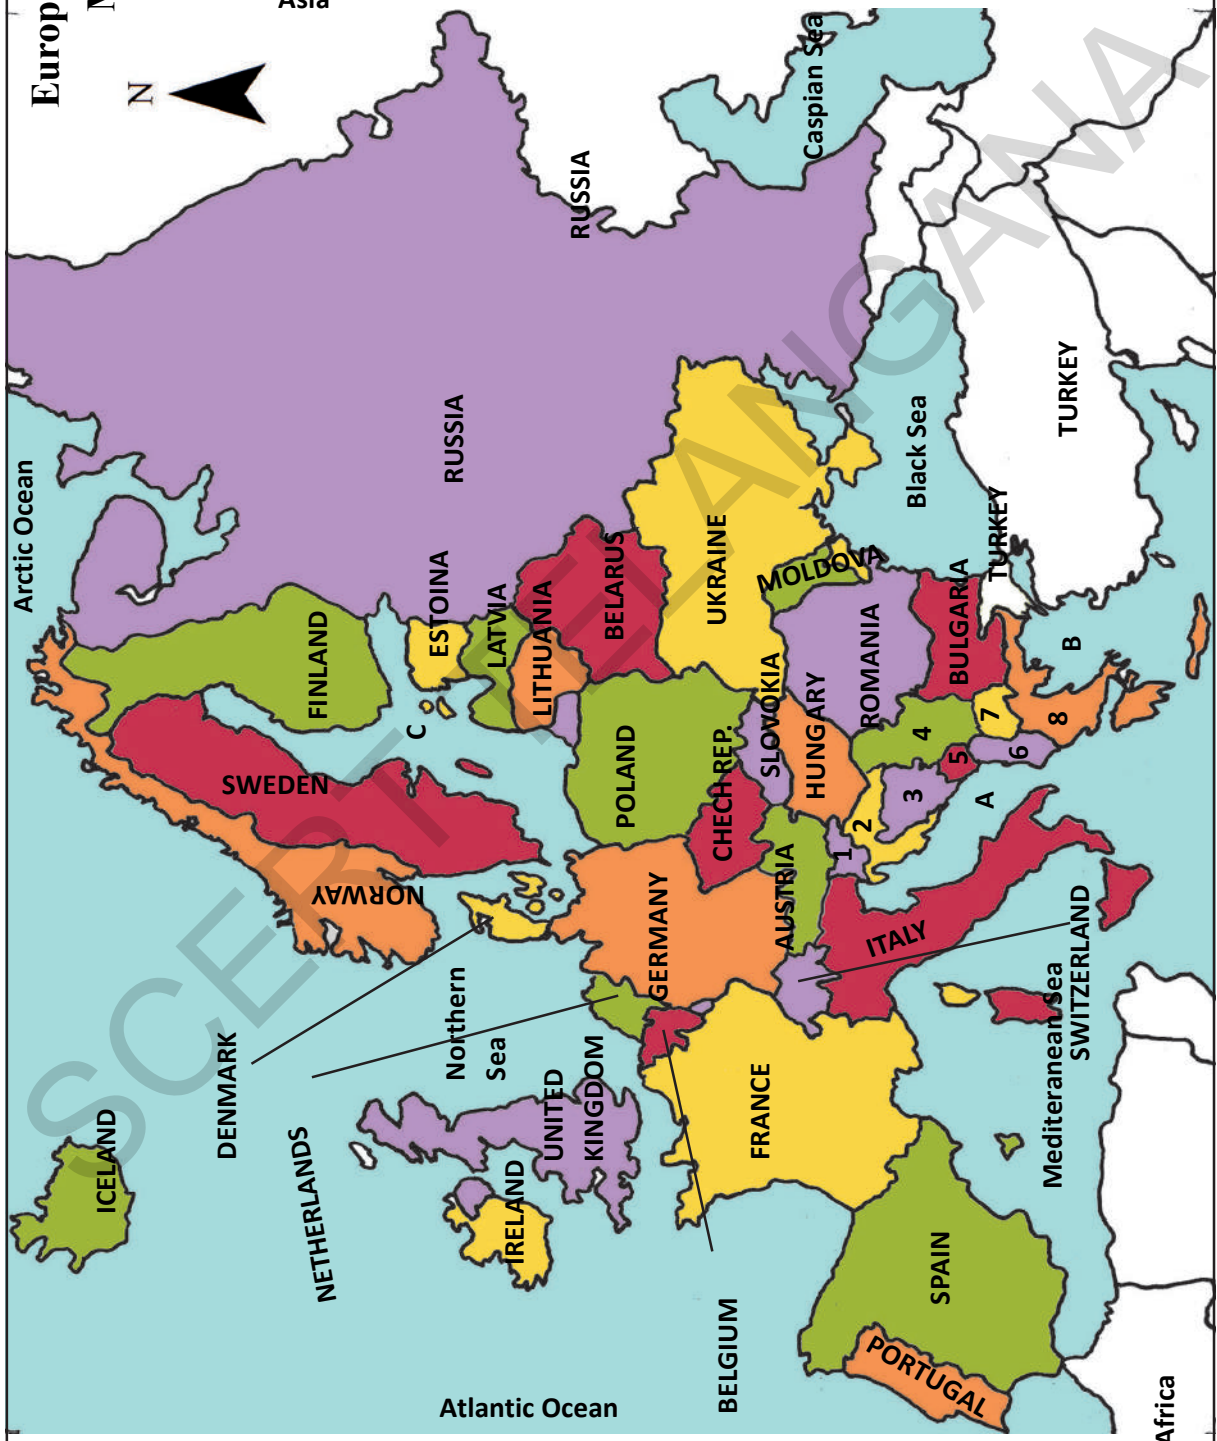 Europ
M
N
Asia
Arctic Ocean
ICELAND
NORWAY
SWEDEN
FINLAND
RUSSIA
RUSSIA
DENMARK
C
ESTOINA
LATVIA
LITHUANIA
NETHERLANDS
Northern
Sea
BELARUS
IRELAND
UNITED
KINGDOM
GERMANY
POLAND
UKRAINE
BELGIUM
CHECH REP.
SLOVOKIA
MOLDOVA
Caspian Sea
Atlantic Ocean
FRANCE
AUSTRIA
HUNGARY
ROMANIA
Black Sea
1
2
3
4
5
6
7
8
A
B
ITALY
BULGARA
TURKEY
TURKEY
PORTUGAL
SPAIN
Mediteranean Sea
SWITZERLAND
Africa
SCERT TELANGANA